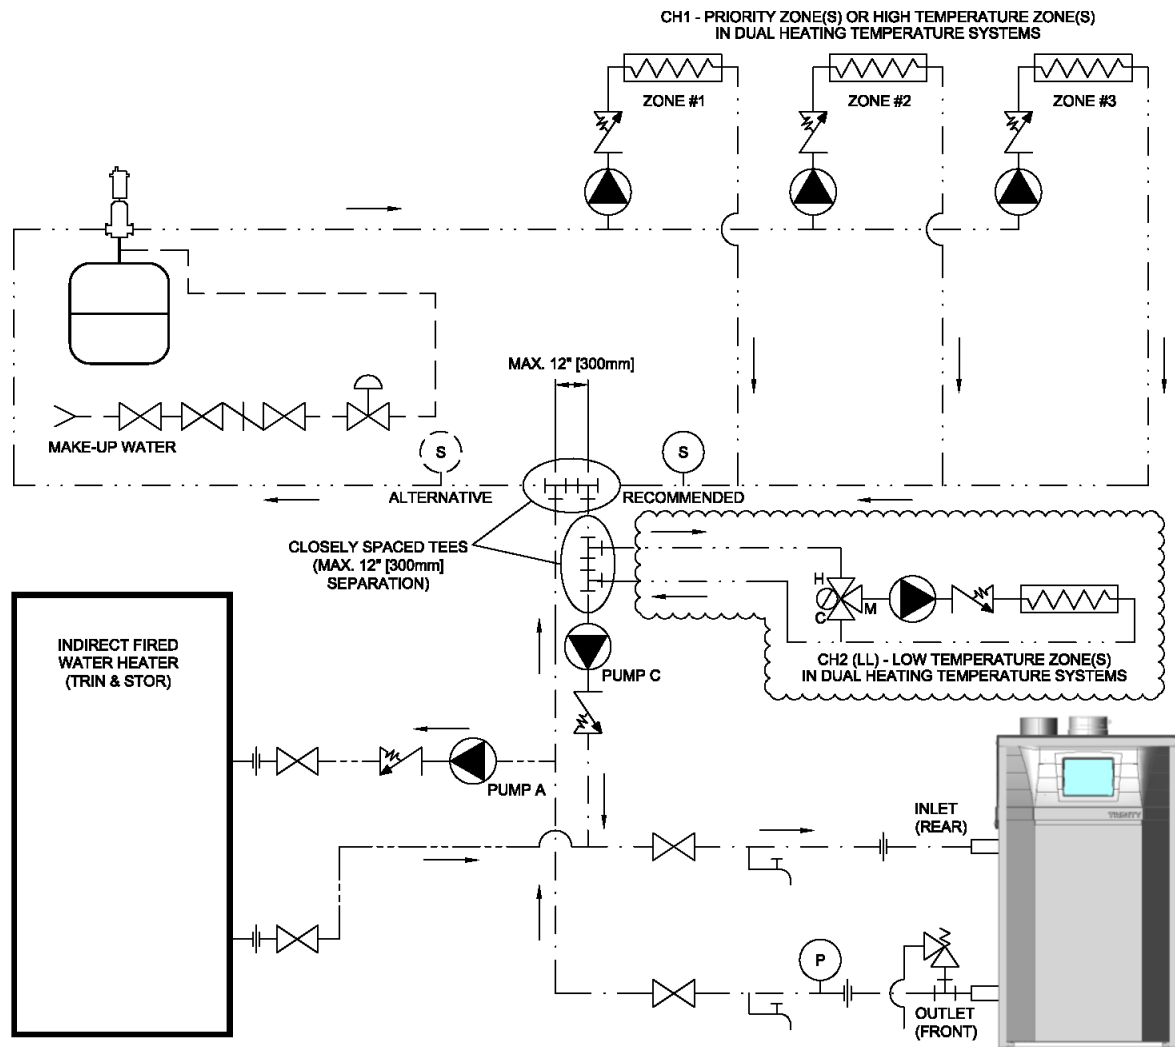 CH1 - PRIORITY ZONE(S) OR HIGH TEMPERATURE ZONE(S)
IN DUAL HEATING TEMPERATURE SYSTEMS
ZONE #1
ZONE #2
ZONE #3
MAX. 12" [300mm]
MAKE-UP WATER
S
S
ALTERNATIVE
RECOMMENDED
CLOSELY SPACED TEES
(MAX. 12" [300mm]
SEPARATION)
H
C
M
CH2 (LL) - LOW TEMPERATURE ZONE(S)
IN DUAL HEATING TEMPERATURE SYSTEMS
INDIRECT FIRED
WATER HEATER
(TRIN & STOR)
PUMP C
PUMP A
INLET
(REAR)
TRINITY
P
OUTLET
(FRONT)